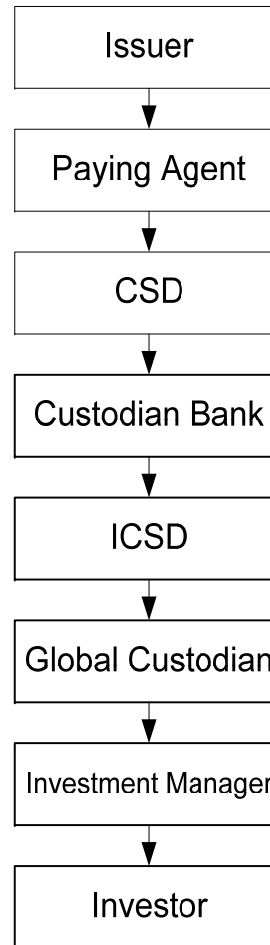 Issuer
Paying Agent
CSD
Custodian Bank
ICSD
Global Custodian
Investment Manager
Investor